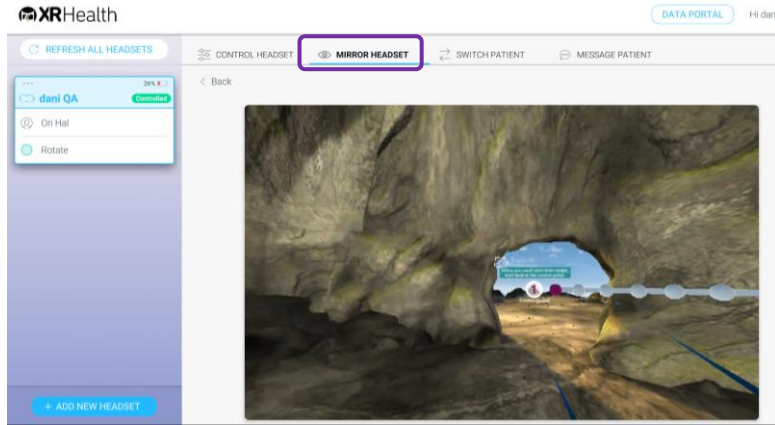 XRHealth
DATA PORTAL
Hi dan
REFRESH ALL HEADSETS
CONTROL HEADSET
MIRROR HEADSET
SWITCH PATIENT
MESSAGE PATIENT
26%
dani QA
Controlled
Ori Hal
Rotate
< Back
+ ADD NEW HEADSET